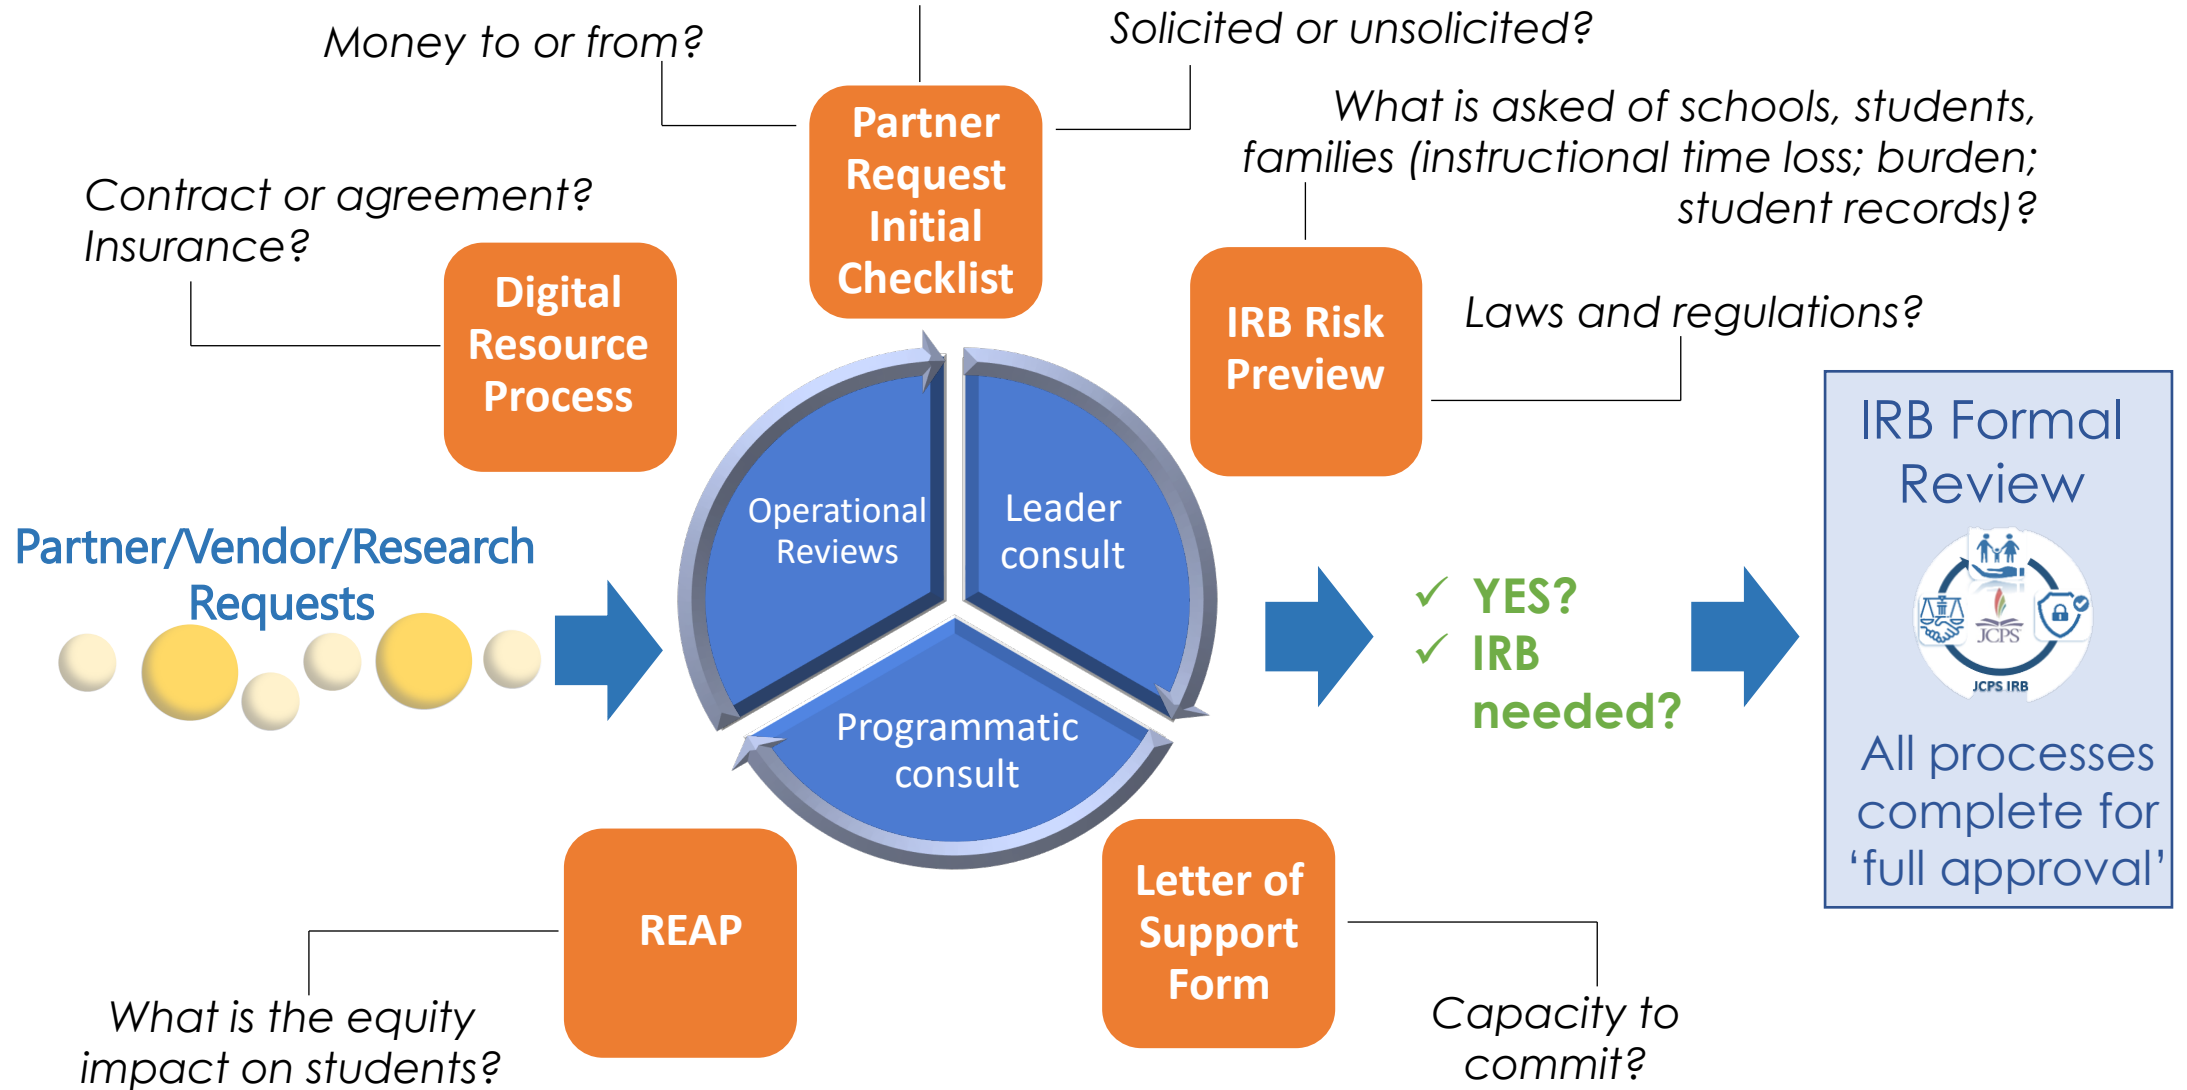 Money to or from?
Solicited or unsolicited?
Partner
Request
Initial
Checklist
What is asked of schools, students,
families (instructional time loss; burden;
student records)?
Contract or agreement?
Insurance?
Digital
Resource
Process
IRB Risk
Preview
Laws and regulations?
Partner/Vendor/Research
Requests
Operational
Reviews
Leader
consult
Programmatic
consult
✓ YES?
✓ IRB
needed?
IRB Formal
Review
JCPS
JCPS IRB
All processes
complete for
‘full approval’
REAP
Letter of
Support
Form
What is the equity
impact on students?
Capacity to
commit?